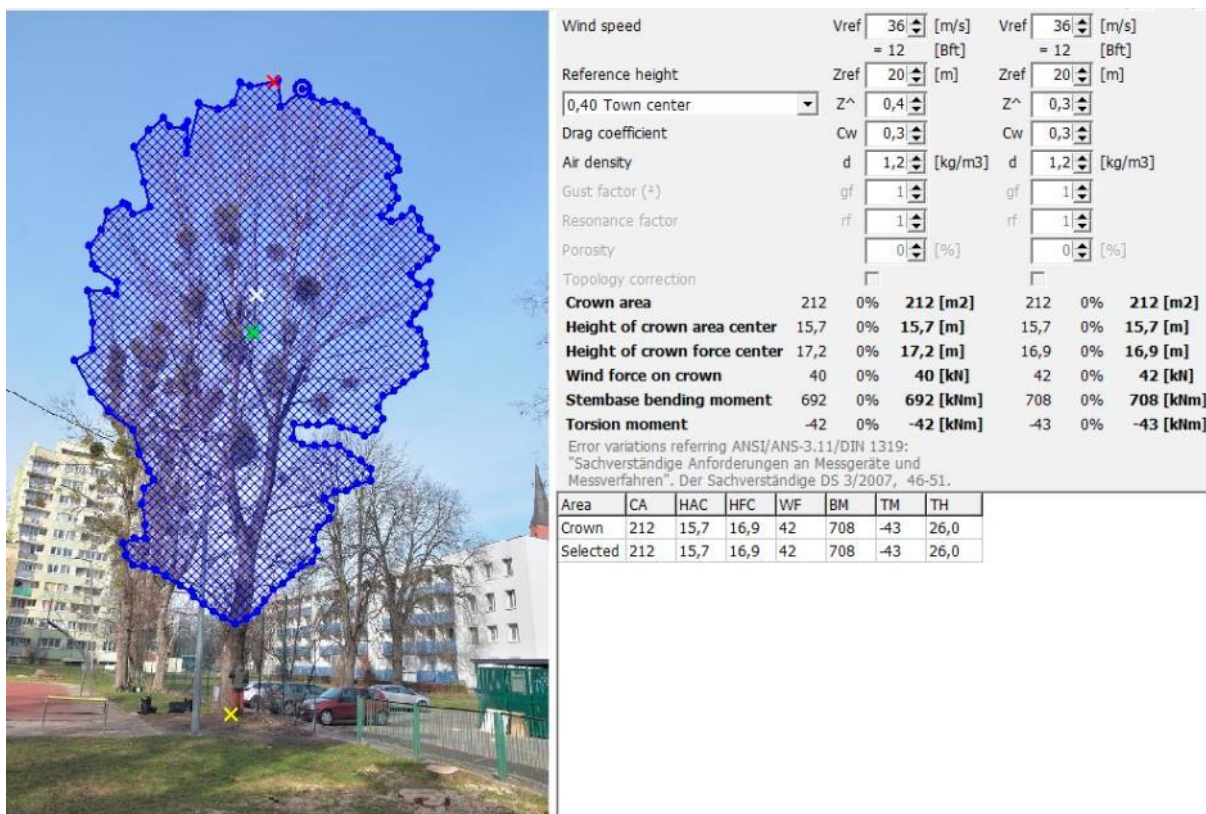 Wind speed Vref 36 [m/s] Vref 36 [m/s]
= 12 [Bft] = 12 [Bft]
Reference height Zref 20 [m] Zref 20 [m]
0,40 Town center Z^ 0,4 Z^ 0,3
Drag coefficient Cw 0,3 Cw 0,3
Air density d 1,2 [kg/m3] d 1,2 [kg/m3]
Gust factor (²) gf 1 gf 1
Resonance factor rf 1 rf 1
Porosity 0 [%] 0 [%]
Topology correction
Crown area 212 0% 212 [m2] 212 0% 212 [m2]
Height of crown area center 15,7 0% 15,7 [m] 15,7 0% 15,7 [m]
Height of crown force center 17,2 0% 17,2 [m] 16,9 0% 16,9 [m]
Wind force on crown 40 0% 40 [kN] 42 0% 42 [kN]
Stembase bending moment 692 0% 692 [kNm] 708 0% 708 [kNm]
Torsion moment -42 0% -42 [kNm] -43 0% -43 [kNm]
Error variations referring ANSI/ANS-3.11/DIN 1319:
"Sachverständige Anforderungen an Messgeräte und
Messverfahren". Der Sachverständige DS 3/2007, 46-51.
Area CA HAC HFC WF BM TM TH
Crown 212 15,7 16,9 42 708 -43 26,0
Selected 212 15,7 16,9 42 708 -43 26,0
C